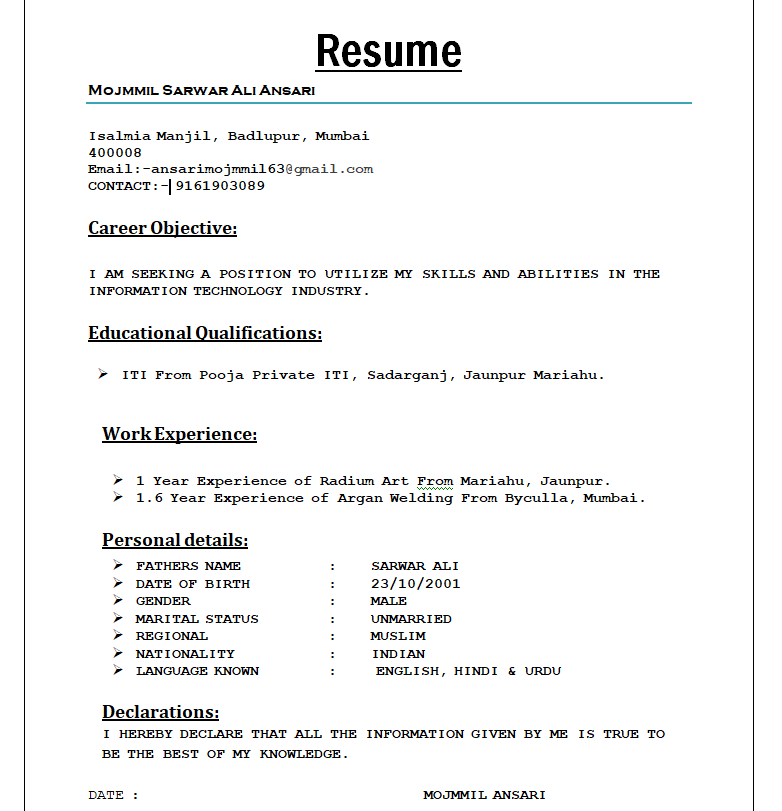 Resume
Mojmmil Sarwar Ali Ansari
Isalmia Manjil, Badlupur, Mumbai
400008
Email:-ansarimojmmil63@gmail.com
CONTACT:-9161903089
Career Objective:
I AM SEEKING A POSITION TO UTILIZE MY SKILLS AND ABILITIES IN THE
INFORMATION TECHNOLOGY INDUSTRY.
Educational Qualifications:
➢ ITI From Pooja Private ITI, Sadarganj, Jaunpur Mariahu.
Work Experience:
➢ 1 Year Experience of Radium Art From Mariahu, Jaunpur.
➢ 1.6 Year Experience of Argan Welding From Byculla, Mumbai.
Personal details:
➢ FATHERS NAME : SARWAR ALI
➢ DATE OF BIRTH : 23/10/2001
➢ GENDER : MALE
➢ MARITAL STATUS : UNMARRIED
➢ REGIONAL : MUSLIM
➢ NATIONALITY : INDIAN
➢ LANGUAGE KNOWN : ENGLISH, HINDI & URDU
Declarations:
I HEREBY DECLARE THAT ALL THE INFORMATION GIVEN BY ME IS TRUE TO
BE THE BEST OF MY KNOWLEDGE.
DATE : MOJMMIL ANSARI